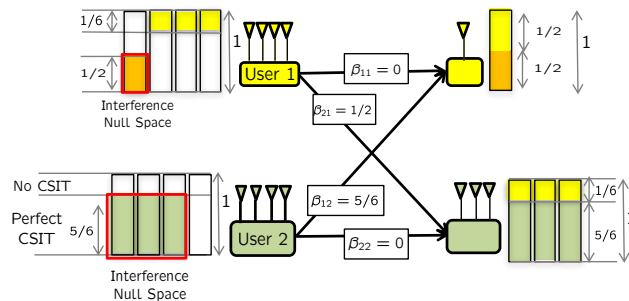 1/6
1/2
1
Interference
Null Space
User 1
β₁₁ = 0
β₂₁ = 1/2
1/2
1/2
1
No CSIT
Perfect
CSIT
5/6
1
Interference
Null Space
β₁₂ = 5/6
User 2
β₂₂ = 0
1/6
5/6